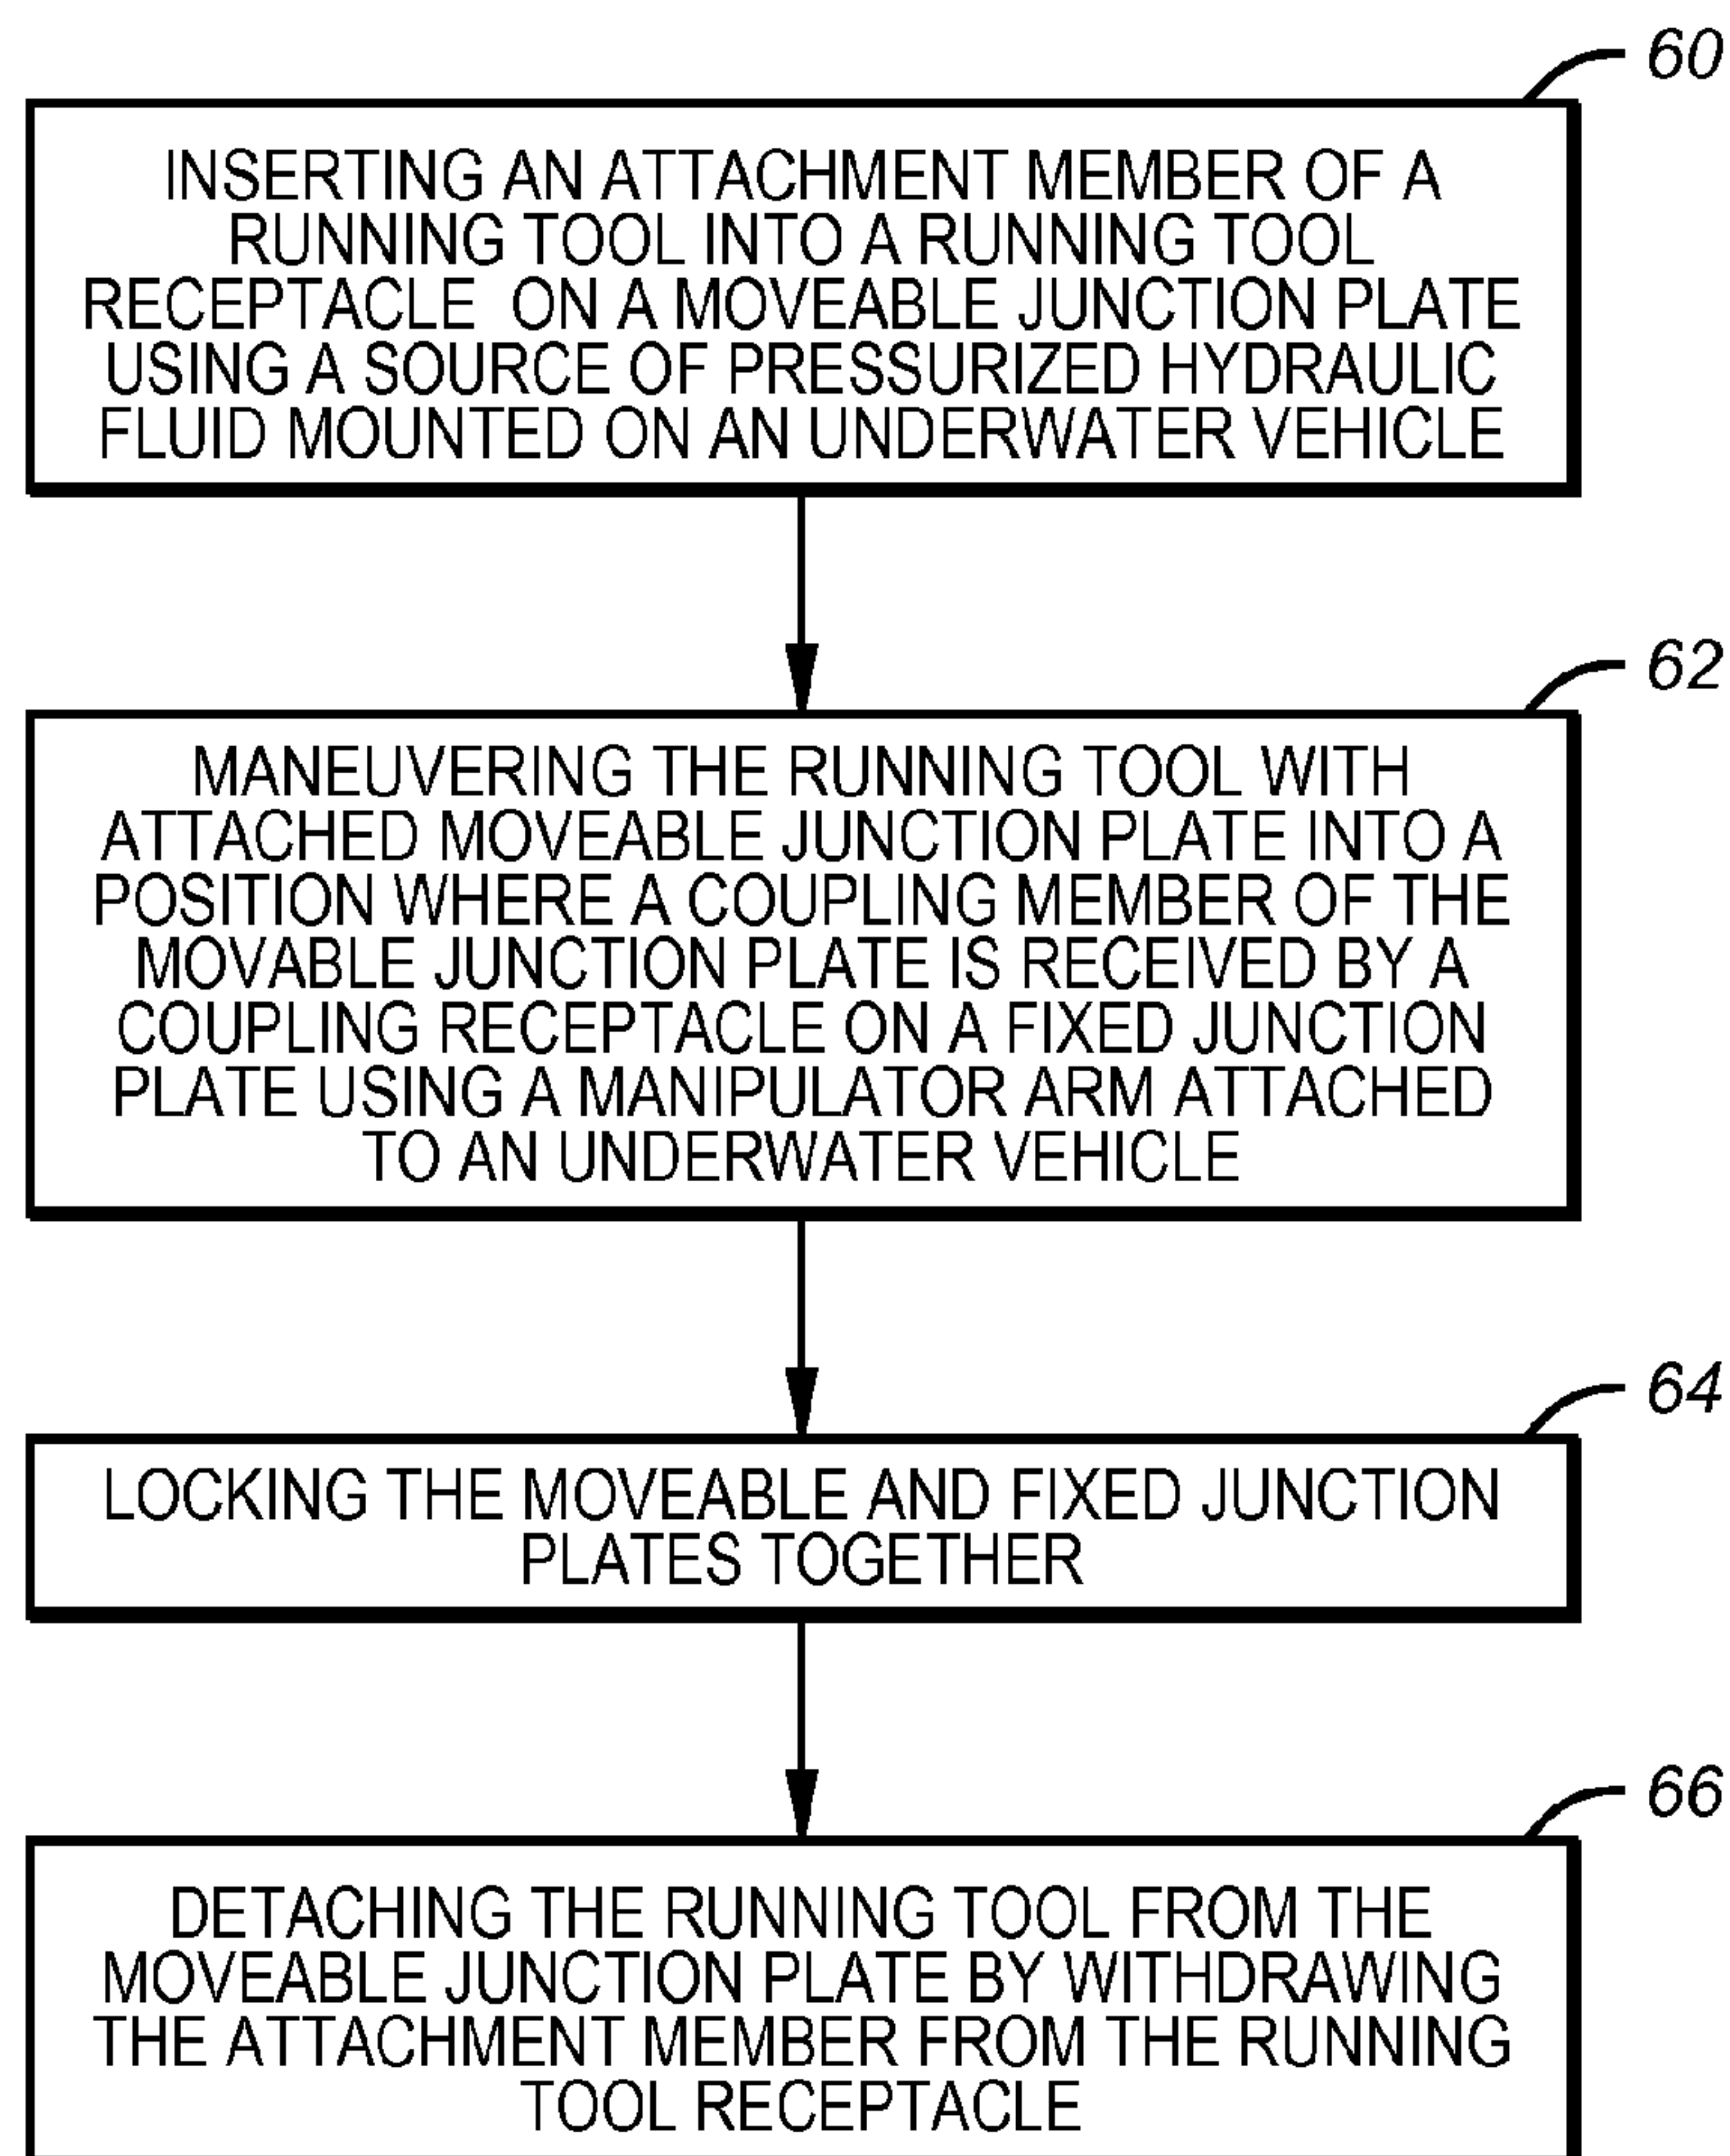 60
INSERTING AN ATTACHMENT MEMBER OF A
RUNNING TOOL INTO A RUNNING TOOL
RECEPTACLE ON A MOVEABLE JUNCTION PLATE
USING A SOURCE OF PRESSURIZED HYDRAULIC
FLUID MOUNTED ON AN UNDERWATER VEHICLE
62
MANEUVERING THE RUNNING TOOL WITH
ATTACHED MOVEABLE JUNCTION PLATE INTO A
POSITION WHERE A COUPLING MEMBER OF THE
MOVABLE JUNCTION PLATE IS RECEIVED BY A
COUPLING RECEPTACLE ON A FIXED JUNCTION
PLATE USING A MANIPULATOR ARM ATTACHED
TO AN UNDERWATER VEHICLE
64
LOCKING THE MOVEABLE AND FIXED JUNCTION
PLATES TOGETHER
66
DETACHING THE RUNNING TOOL FROM THE
MOVEABLE JUNCTION PLATE BY WITHDRAWING
THE ATTACHMENT MEMBER FROM THE RUNNING
TOOL RECEPTACLE